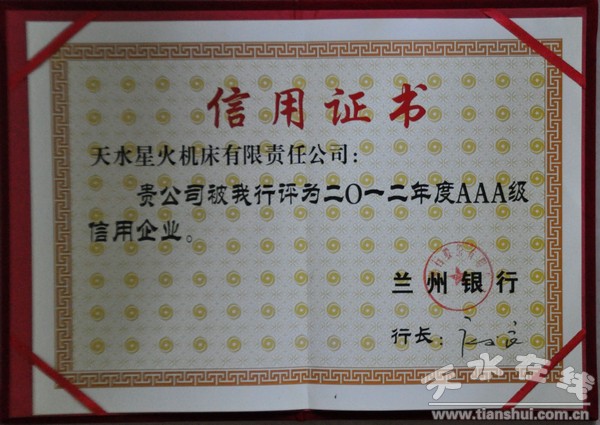 信用证书
天水星火机床有限责任公司：
贵公司被我行评为二〇一二年度AAA级
信用企业。
兰州银行
行长：
天水在线
www.tianshui.com.cn